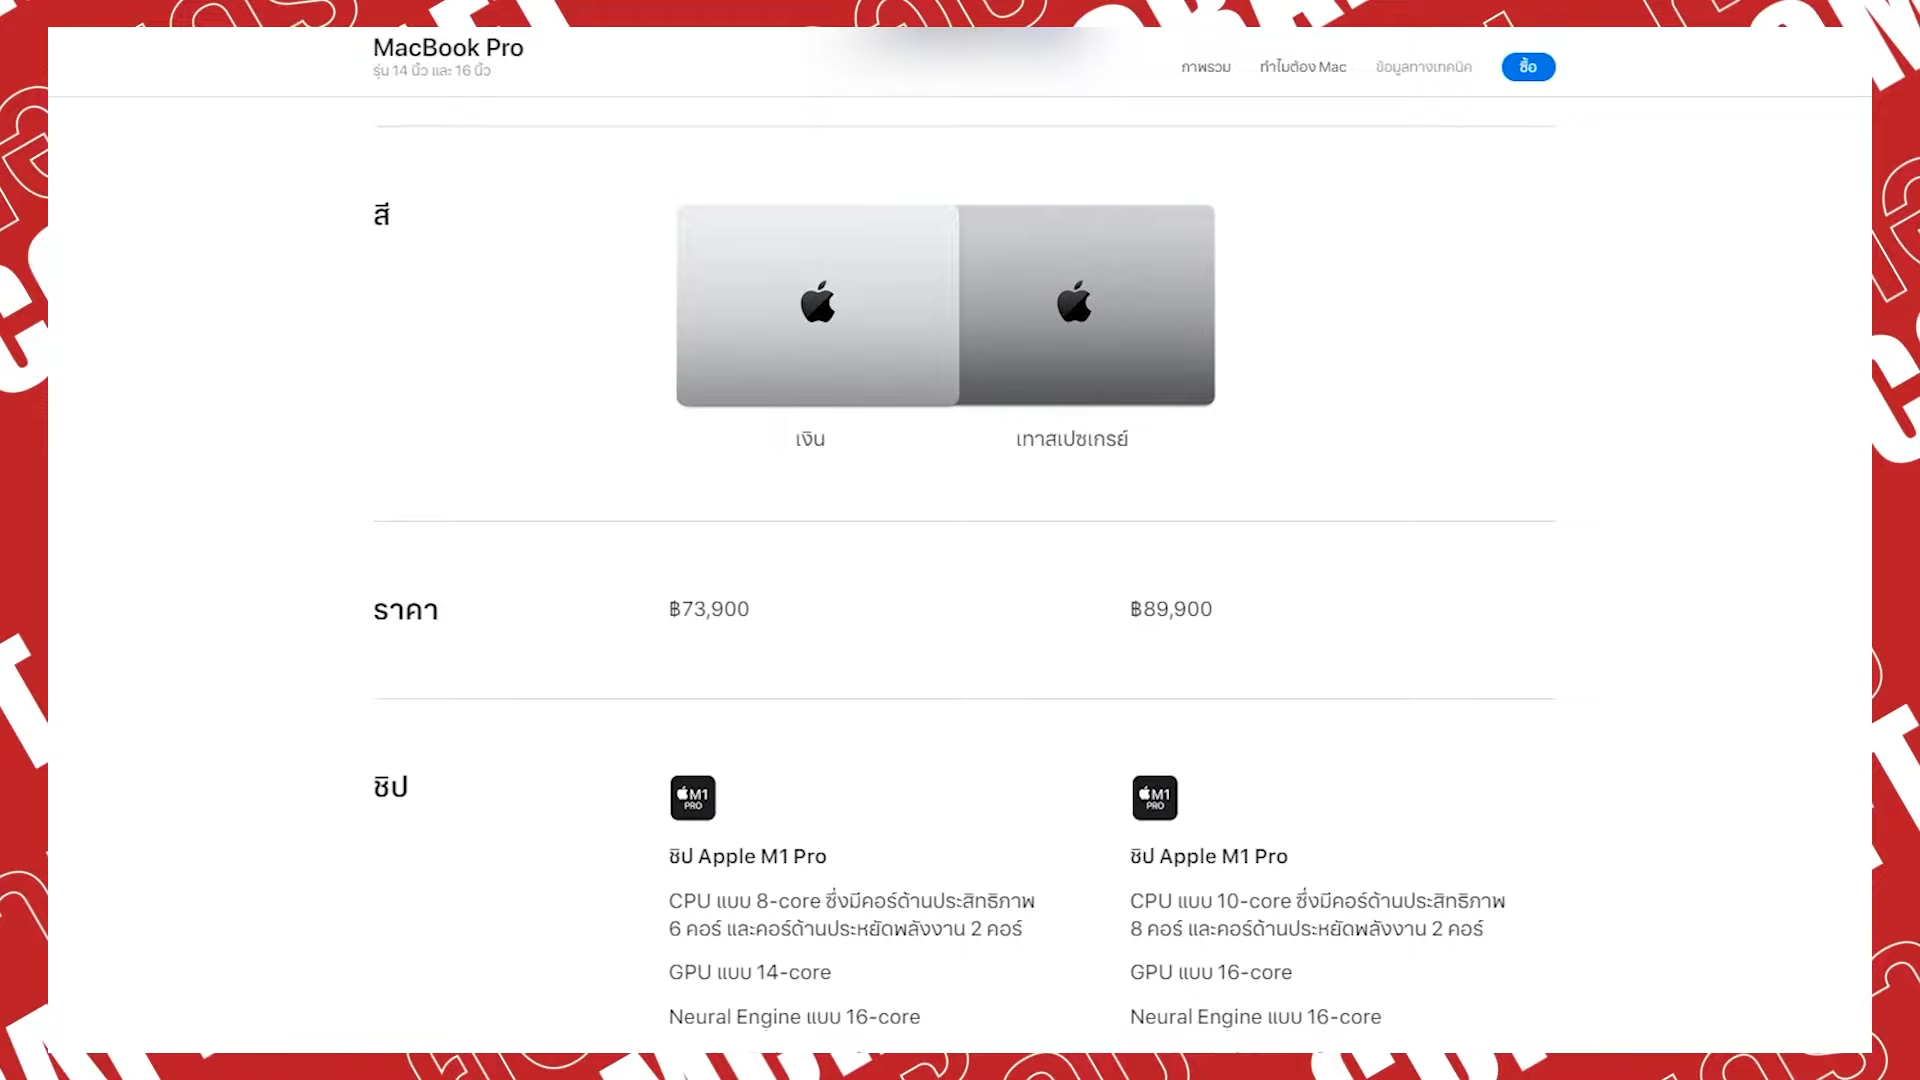 MacBook Pro
รุ่น 14 นิ้ว และ 16 นิ้ว
ภาพรวม
ทำไมต้อง Mac
ข้อมูลทางเทคนิค
ซื้อ
สี
เงิน
เทาสเปซเกรย์
ราคา
฿73,900
฿89,900
ชิป
M1
PRO
M1
PRO
ชิป Apple M1 Pro
ชิป Apple M1 Pro
CPU แบบ 8-core ซึ่งมีคอร์ด้านประสิทธิภาพ
6 คอร์ และคอร์ด้านประหยัดพลังงาน 2 คอร์
CPU แบบ 10-core ซึ่งมีคอร์ด้านประสิทธิภาพ
8 คอร์ และคอร์ด้านประหยัดพลังงาน 2 คอร์
GPU แบบ 14-core
GPU แบบ 16-core
Neural Engine แบบ 16-core
Neural Engine แบบ 16-core